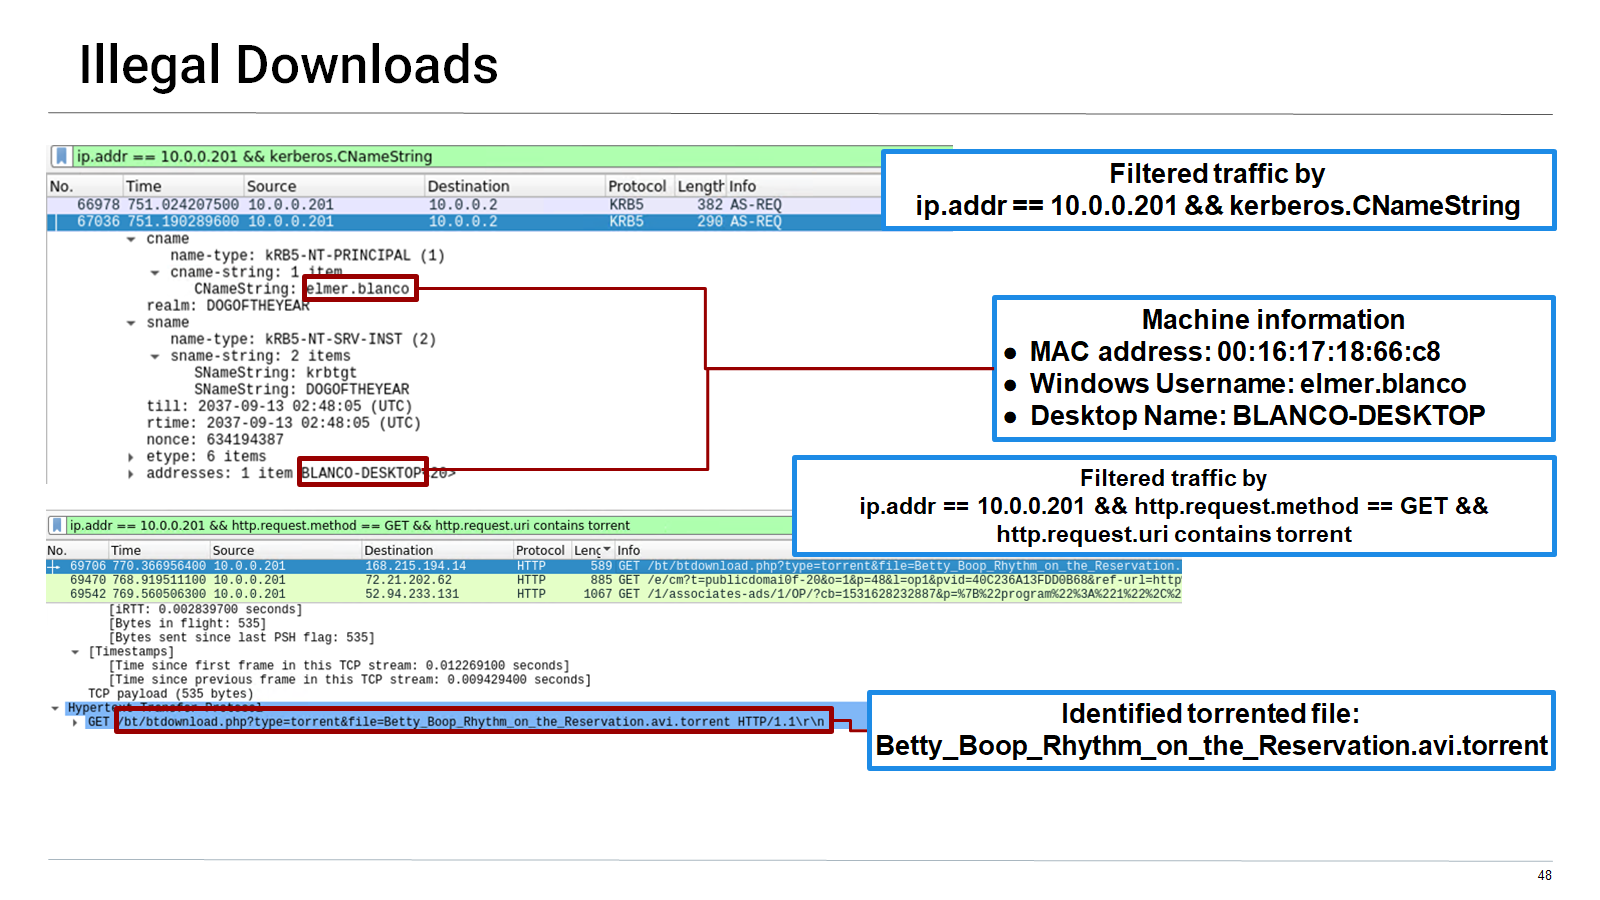 Illegal Downloads
ip.addr == 10.0.0.201 && kerberos.CNameString
No. Time Source Destination Protocol Length Info
66978 751.024207500 10.0.0.201 10.0.0.2 KRB5 382 AS-REQ
67036 751.190289600 10.0.0.201 10.0.0.2 KRB5 290 AS-REQ
cname
name-type: kRB5-NT-PRINCIPAL (1)
cname-string: 1 item
CNameString: elmer.blanco
realm: DOGOFTHEYEAR
sname
name-type: kRB5-NT-SRV-INST (2)
sname-string: 2 items
SNameString: krbtgt
SNameString: DOGOFTHEYEAR
till: 2037-09-13 02:48:05 (UTC)
rtime: 2037-09-13 02:48:05 (UTC)
nonce: 634194387
etype: 6 items
addresses: 1 item BLANCO-DESKTOP<20>
Filtered traffic by
ip.addr == 10.0.0.201 && kerberos.CNameString
Machine information
● MAC address: 00:16:17:18:66:c8
● Windows Username: elmer.blanco
● Desktop Name: BLANCO-DESKTOP
Filtered traffic by
ip.addr == 10.0.0.201 && http.request.method == GET &&
http.request.uri contains torrent
ip.addr == 10.0.0.201 && http.request.method == GET && http.request.uri contains torrent
No. Time Source Destination Protocol Leng Info
69706 770.366956400 10.0.0.201 168.215.194.14 HTTP 589 GET /bt/btdownload.php?type=torrent&file=Betty_Boop_Rhythm_on_the_Reservation.
69470 768.919511100 10.0.0.201 72.21.202.62 HTTP 885 GET /e/cm?t=publicdomai0f-20&o=1&p=48&l=op1&pvid=40C236A13FDD0B68&ref-url=http
69542 769.560506300 10.0.0.201 52.94.233.131 HTTP 1067 GET /1/associates-ads/1/OP/?cb=1531628232887&p=%7B%22program%22%3A%221%22%2C%2
[iRTT: 0.002839700 seconds]
[Bytes in flight: 535]
[Bytes sent since last PSH flag: 535]
[Timestamps]
[Time since first frame in this TCP stream: 0.012269100 seconds]
[Time since previous frame in this TCP stream: 0.009429400 seconds]
TCP payload (535 bytes)
Hypertext Transfer Protocol
GET /bt/btdownload.php?type=torrent&file=Betty_Boop_Rhythm_on_the_Reservation.avi.torrent HTTP/1.1\r\n
Identified torrented file:
Betty_Boop_Rhythm_on_the_Reservation.avi.torrent
48